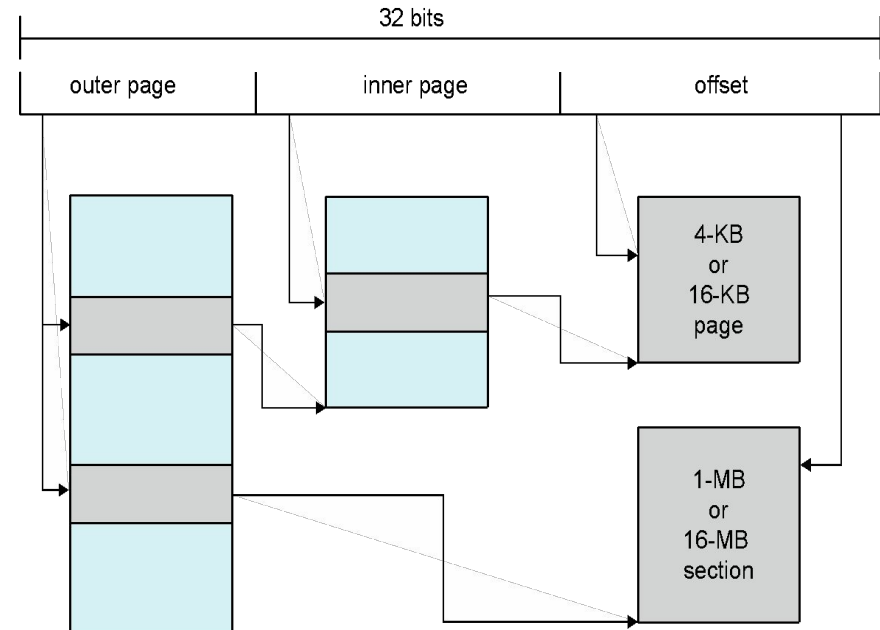 32 bits
outer page
inner page
offset
4-KB
or
16-KB
page
1-MB
or
16-MB
section